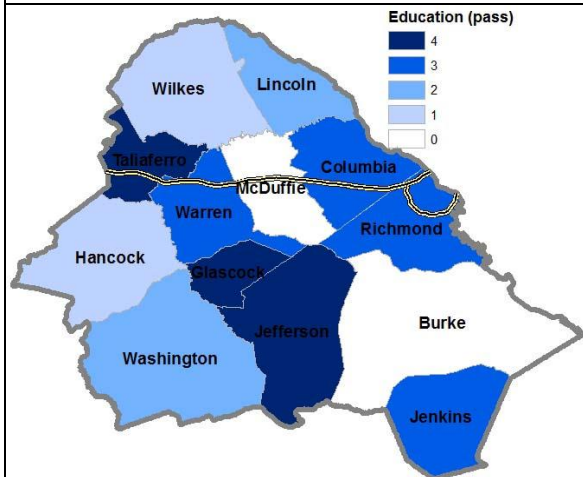 Education (pass)
4
3
2
1
0
Wilkes
Lincoln
Taliaferro
Columbia
McDuffie
Warren
Richmond
Hancock
Glascock
Jefferson
Burke
Washington
Jenkins